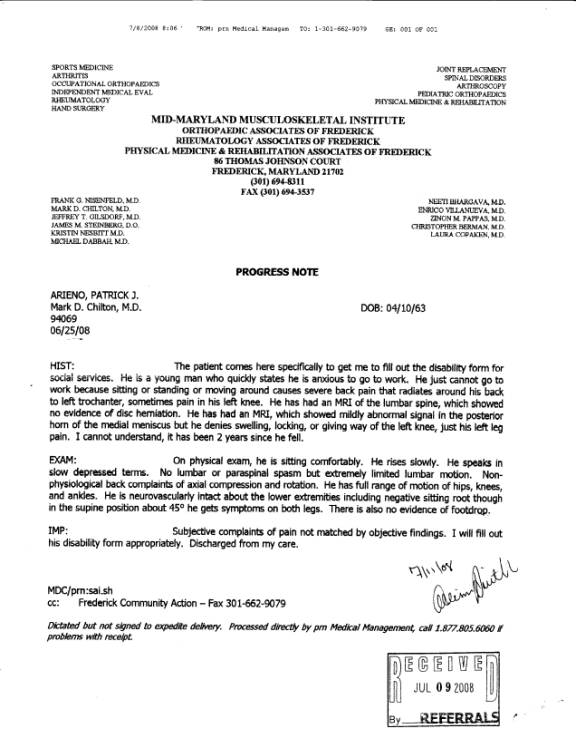 7/8/2008 8:06 ' "ROM: prn Medical Managem TO: 1-301-662-9079 GE: 001 OF 001
SPORTS MEDICINE
ARTHRITIS
OCCUPATIONAL ORTHOPAEDICS
INDEPENDENT MEDICAL EVAL
RHEUMATOLOGY
HAND SURGERY
JOINT REPLACEMENT
SPINAL DISORDERS
ARTHROSCOPY
PEDIATRIC ORTHOPAEDICS
PHYSICAL MEDICINE & REHABILITATION
MID-MARYLAND MUSCULOSKELETAL INSTITUTE
ORTHOPAEDIC ASSOCIATES OF FREDERICK
RHEUMATOLOGY ASSOCIATES OF FREDERICK
PHYSICAL MEDICINE & REHABILITATION ASSOCIATES OF FREDERICK
86 THOMAS JOHNSON COURT
FREDERICK, MARYLAND 21702
(301) 694-8311
FAX (301) 694-3537
FRANK G. NISENFELD, M.D.
MARK D. CHILTON, M.D.
JEFFREY T. GILSDORF, M.D.
JAMES M. STEINBERG, D.O.
KRISTIN NESBITT M.D.
MICHAEL DABBAH, M.D.
NEETI BHARGAVA, M.D.
ENRICO VILLANUEVA, M.D.
ZINON M. PAPPAS, M.D.
CHRISTOPHER BERMAN, M.D.
LAURA COPAKEN, M.D.
PROGRESS NOTE
ARIENO, PATRICK J.
Mark D. Chilton, M.D. DOB: 04/10/63
94069
06/25/08
HIST: The patient comes here specifically to get me to fill out the disability form for
social services. He is a young man who quickly states he is anxious to go to work. He just cannot go to
work because sitting or standing or moving around causes severe back pain that radiates around his back
to left trochanter, sometimes pain in his left knee. He has had an MRI of the lumbar spine, which showed
no evidence of disc herniation. He has had an MRI, which showed mildly abnormal signal in the posterior
horn of the medial meniscus but he denies swelling, locking, or giving way of the left knee, just his left leg
pain. I cannot understand, it has been 2 years since he fell.
EXAM: On physical exam, he is sitting comfortably. He rises slowly. He speaks in
slow depressed terms. No lumbar or paraspinal spasm but extremely limited lumbar motion. Non-
physiological back complaints of axial compression and rotation. He has full range of motion of hips, knees,
and ankles. He is neurovascularly intact about the lower extremities including negative sitting root though
in the supine position about 45º he gets symptoms on both legs. There is also no evidence of footdrop.
IMP: Subjective complaints of pain not matched by objective findings. I will fill out
his disability form appropriately. Discharged from my care.
7/11/08
MDC/prn:sai.sh
cc: Frederick Community Action – Fax 301-662-9079
Dictated but not signed to expedite delivery. Processed directly by prn Medical Management, call 1.877.805.6060 if
problems with receipt.
RECEIVED
JUL 09 2008
By REFERRALS